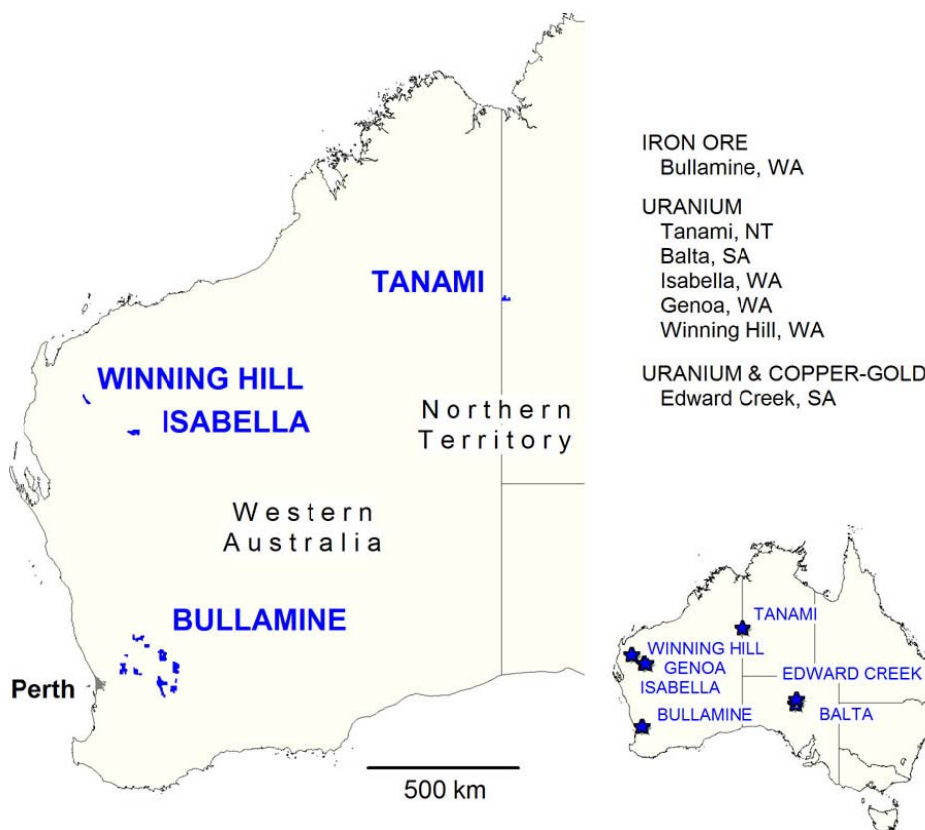 TANAMI
WINNING HILL
ISABELLA
Northern
Territory
Western
Australia
BULLAMINE
Perth
500 km
IRON ORE
Bullamine, WA
URANIUM
Tanami, NT
Balta, SA
Isabella, WA
Genoa, WA
Winning Hill, WA
URANIUM & COPPER-GOLD
Edward Creek, SA
TANAMI
WINNING HILL
GENOA
EDWARD CREEK
ISABELLA
BULLAMINE
BALTA